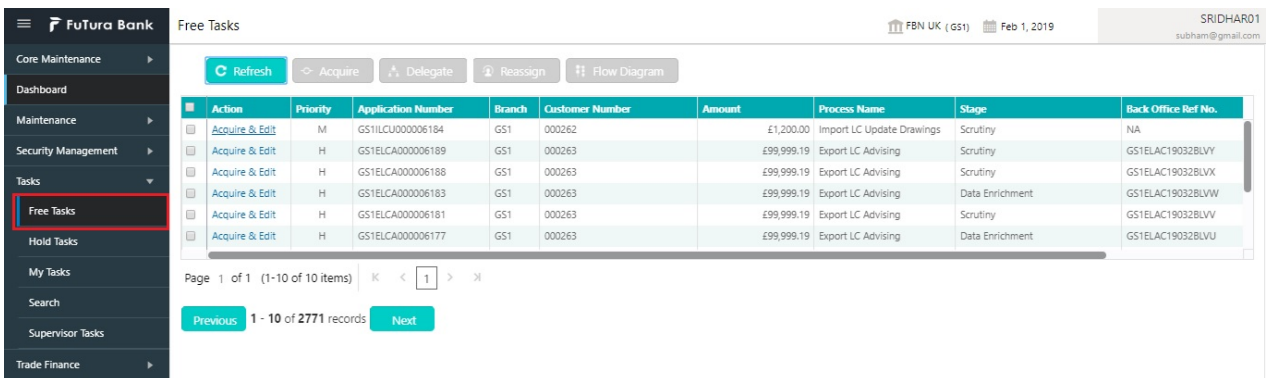 FuTura Bank
Free Tasks
FBN UK ( GS1) Feb 1, 2019
SRIDHAR01
subham@gmail.com
Core Maintenance
Dashboard
Maintenance
Security Management
Tasks
Free Tasks
Hold Tasks
My Tasks
Search
Supervisor Tasks
Trade Finance
Refresh Acquire Delegate Reassign Flow Diagram
Action Priority Application Number Branch Customer Number Amount Process Name Stage Back Office Ref No.
Acquire & Edit M GS1ILCU000006184 GS1 000262 £1,200.00 Import LC Update Drawings Scrutiny NA
Acquire & Edit H GS1ELCA000006189 GS1 000263 £99,999.19 Export LC Advising Scrutiny GS1ELAC19032BLVY
Acquire & Edit H GS1ELCA000006188 GS1 000263 £99,999.19 Export LC Advising Scrutiny GS1ELAC19032BLVX
Acquire & Edit H GS1ELCA000006183 GS1 000263 £99,999.19 Export LC Advising Data Enrichment GS1ELAC19032BLVW
Acquire & Edit H GS1ELCA000006181 GS1 000263 £99,999.19 Export LC Advising Scrutiny GS1ELAC19032BLVV
Acquire & Edit H GS1ELCA000006177 GS1 000263 £99,999.19 Export LC Advising Data Enrichment GS1ELAC19032BLVU
Page 1 of 1 (1-10 of 10 items) 1
Previous 1 - 10 of 2771 records Next